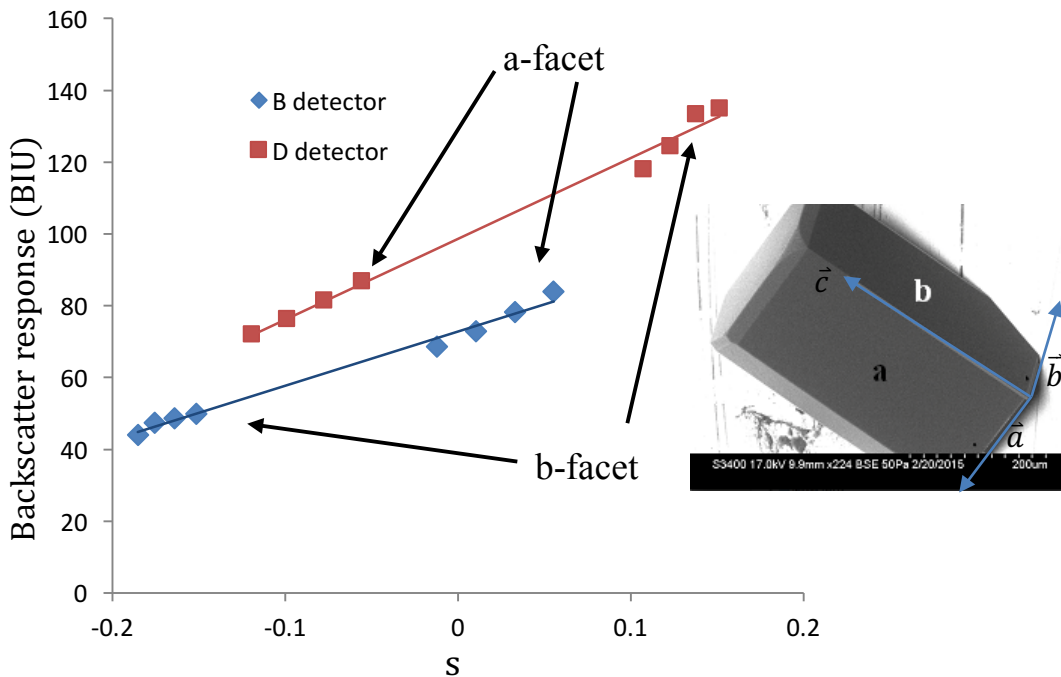 160
140
120
100
80
60
40
20
0
Backscatter response (BIU)
a-facet
B detector
D detector
b-facet
-0.2
-0.1
0
0.1
0.2
s
c
b
b
a
a
S3400 17.0kV 9.9mm x224 BSE 50Pa 2/20/2015
200um